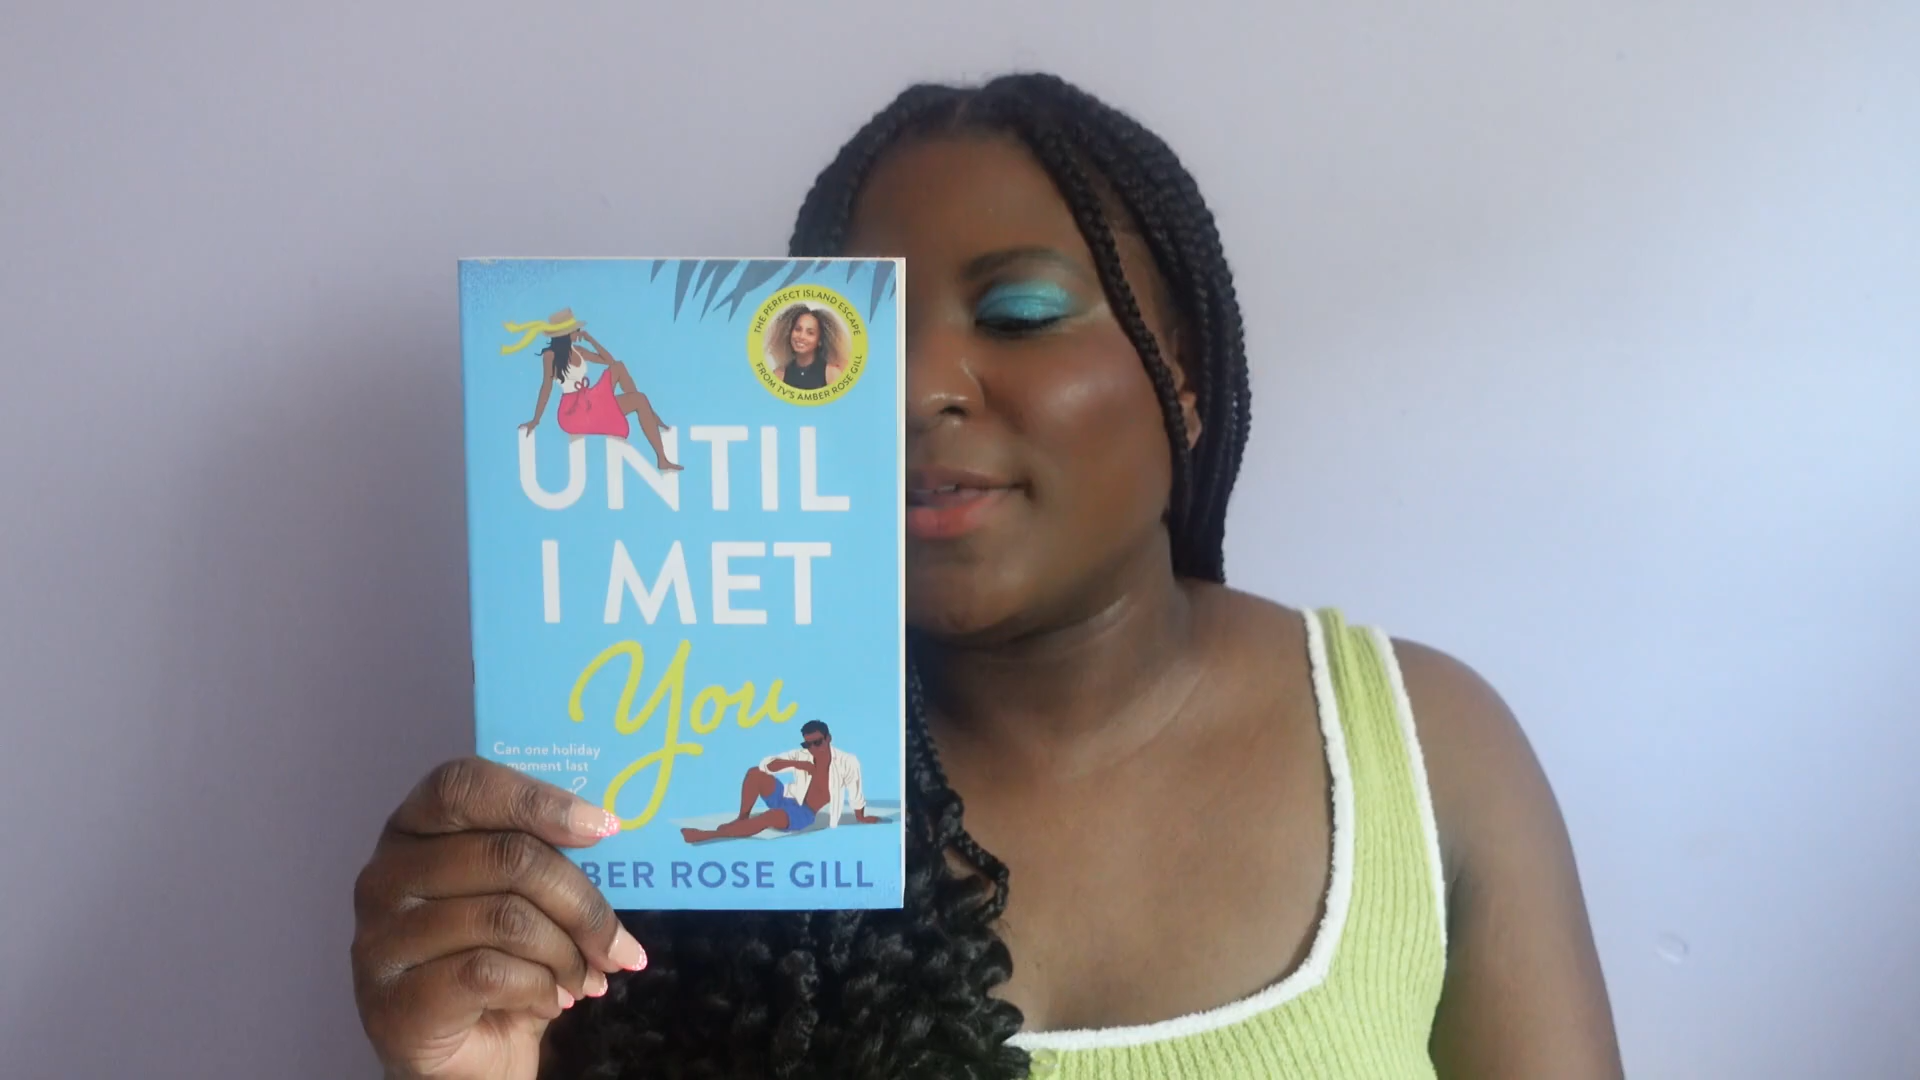 THE PERFECT ISLAND ESCAPE
FROM TV'S AMBER ROSE GILL
UNTIL
I MET
You
Can one holiday
moment last
?
BER ROSE GILL